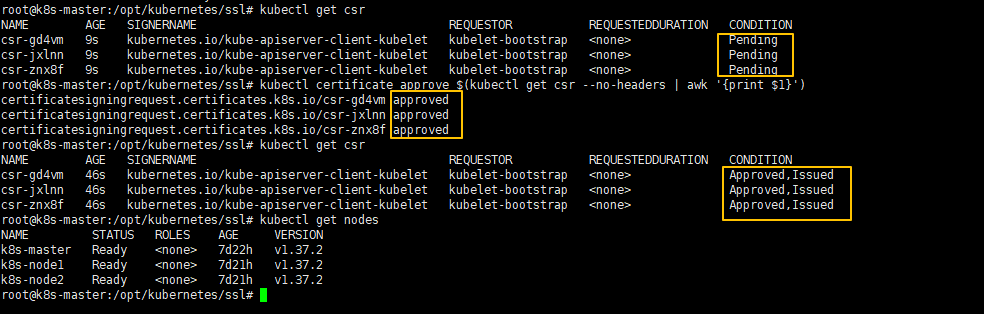 root@k8s-master:/opt/kubernetes/ssl# kubectl get csr
NAME AGE SIGNERNAME REQUESTOR REQUESTEDDURATION CONDITION
csr-gd4vm 9s kubernetes.io/kube-apiserver-client-kubelet kubelet-bootstrap <none> Pending
csr-jxlnn 9s kubernetes.io/kube-apiserver-client-kubelet kubelet-bootstrap <none> Pending
csr-znx8f 9s kubernetes.io/kube-apiserver-client-kubelet kubelet-bootstrap <none> Pending
root@k8s-master:/opt/kubernetes/ssl# kubectl certificate approve $(kubectl get csr --no-headers | awk '{print $1}')
certificatesigningrequest.certificates.k8s.io/csr-gd4vm approved
certificatesigningrequest.certificates.k8s.io/csr-jxlnn approved
certificatesigningrequest.certificates.k8s.io/csr-znx8f approved
root@k8s-master:/opt/kubernetes/ssl# kubectl get csr
NAME AGE SIGNERNAME REQUESTOR REQUESTEDDURATION CONDITION
csr-gd4vm 46s kubernetes.io/kube-apiserver-client-kubelet kubelet-bootstrap <none> Approved,Issued
csr-jxlnn 46s kubernetes.io/kube-apiserver-client-kubelet kubelet-bootstrap <none> Approved,Issued
csr-znx8f 46s kubernetes.io/kube-apiserver-client-kubelet kubelet-bootstrap <none> Approved,Issued
root@k8s-master:/opt/kubernetes/ssl# kubectl get nodes
NAME STATUS ROLES AGE VERSION
k8s-master Ready <none> 7d22h v1.37.2
k8s-node1 Ready <none> 7d21h v1.37.2
k8s-node2 Ready <none> 7d21h v1.37.2
root@k8s-master:/opt/kubernetes/ssl#